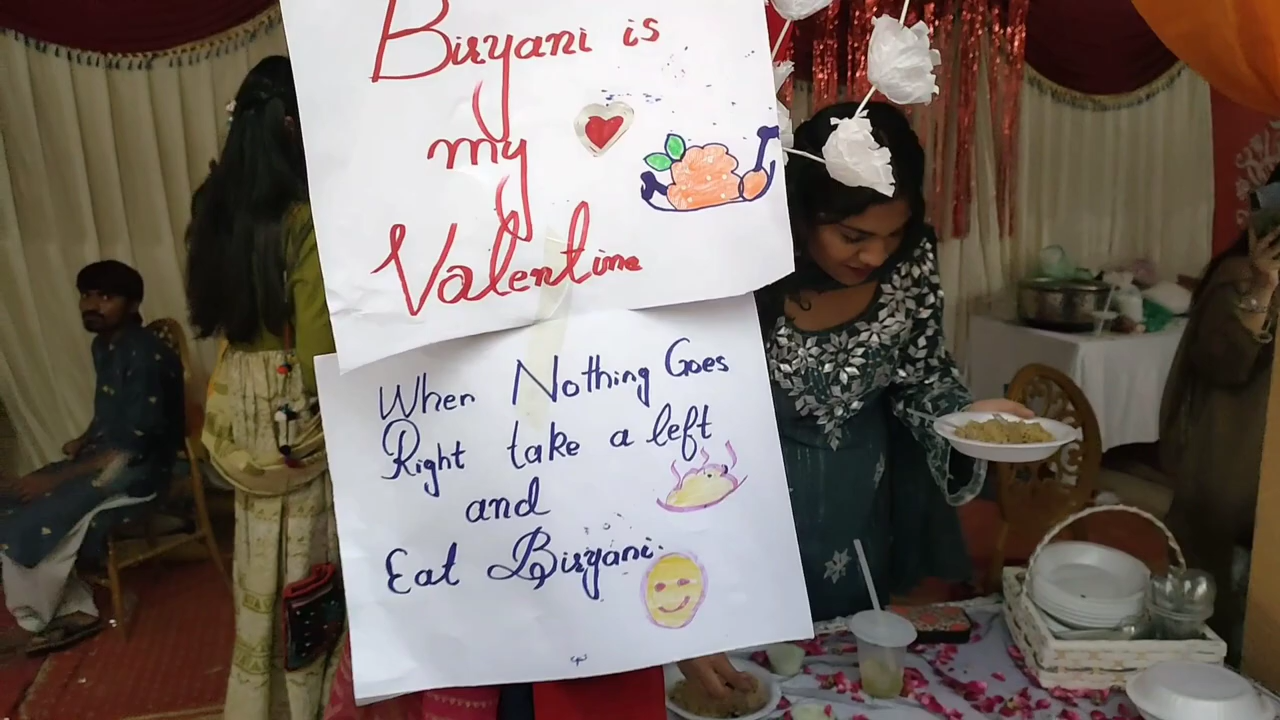 Biryani is
my
Valentine
When Nothing Goes
Right take a left
and
Eat Biryani.